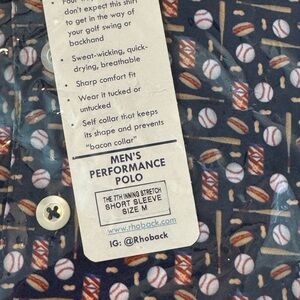 don't expect this shirt
to get in the way of
your golf swing or
backhand
• Sweat-wicking, quick-
drying, breathable
• Sharp comfort fit
• Wear it tucked or
untucked
• Self collar that keeps
its shape and prevents
"bacon collar"
MEN'S
PERFORMANCE
POLO
THE 7TH INNING STRETCH
SHORT SLEEVE
SIZE M
www.rhoback.com
IG: @Rhoback